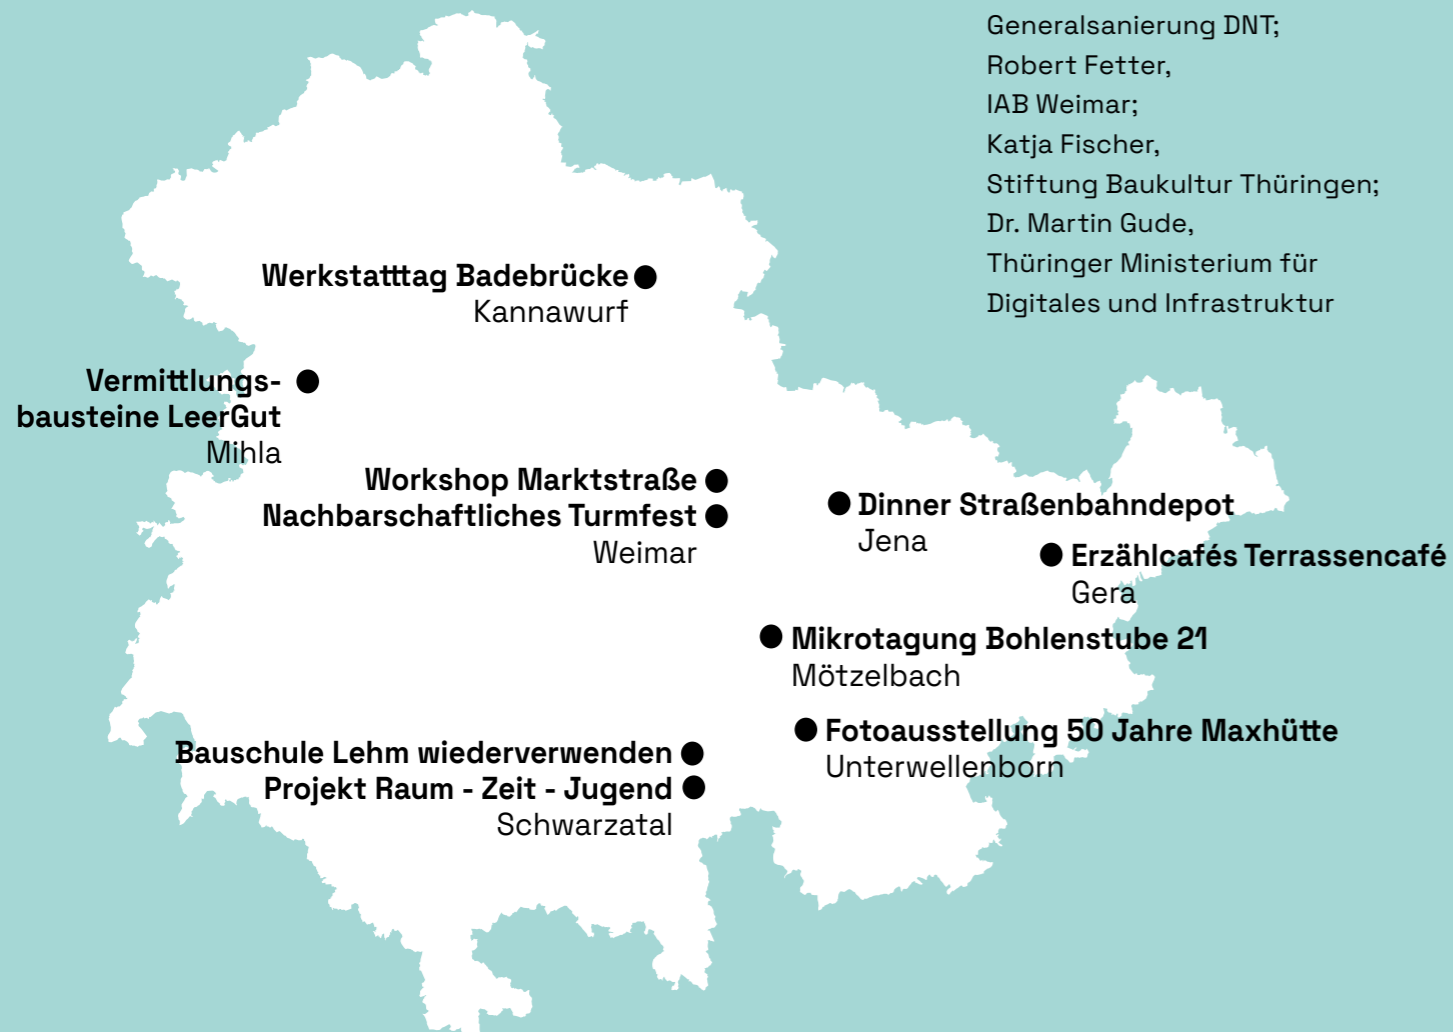 Generalsanierung DNT;
Robert Fetter,
IAB Weimar;
Katja Fischer,
Stiftung Baukultur Thüringen;
Dr. Martin Gude,
Thüringer Ministerium für
Digitales und Infrastruktur
Werkstatttag Badebrücke
Kannawurf
Vermittlungs-
bausteine LeerGut
Mihla
Workshop Marktstraße
Nachbarschaftliches Turmfest
Weimar
Dinner Straßenbahndepot
Jena
Erzählcafés Terrassencafé
Gera
Mikrotagung Bohlenstube 21
Mötzelbach
Fotoausstellung 50 Jahre Maxhütte
Unterwellenborn
Bauschule Lehm wiederverwenden
Projekt Raum - Zeit - Jugend
Schwarzatal